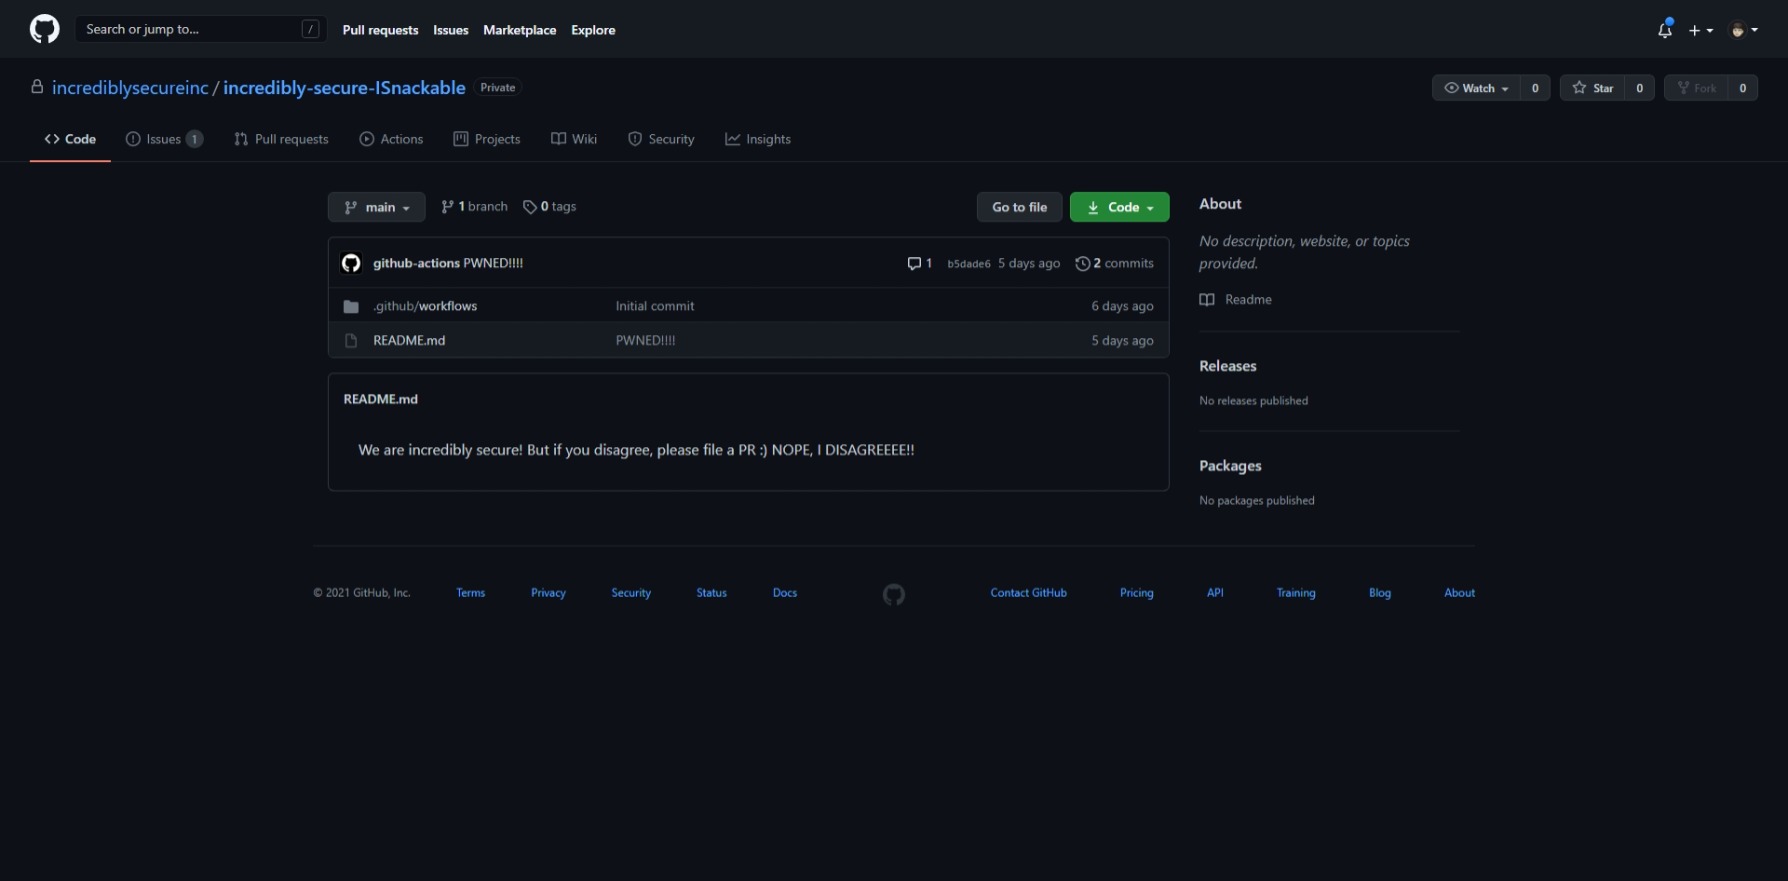 Search or jump to... /
Pull requests Issues Marketplace Explore
incrediblysecureinc / incredibly-secure-ISnackable Private
Watch 0 Star 0 Fork 0
Code Issues 1 Pull requests Actions Projects Wiki Security Insights
main 1 branch 0 tags Go to file Code
github-actions PWNED!!!! 1 b5dade6 5 days ago 2 commits
.github/workflows Initial commit 6 days ago
README.md PWNED!!!! 5 days ago
README.md
We are incredibly secure! But if you disagree, please file a PR :) NOPE, I DISAGREEEE!!
About
No description, website, or topics
provided.
Readme
Releases
No releases published
Packages
No packages published
© 2021 GitHub, Inc. Terms Privacy Security Status Docs Contact GitHub Pricing API Training Blog About